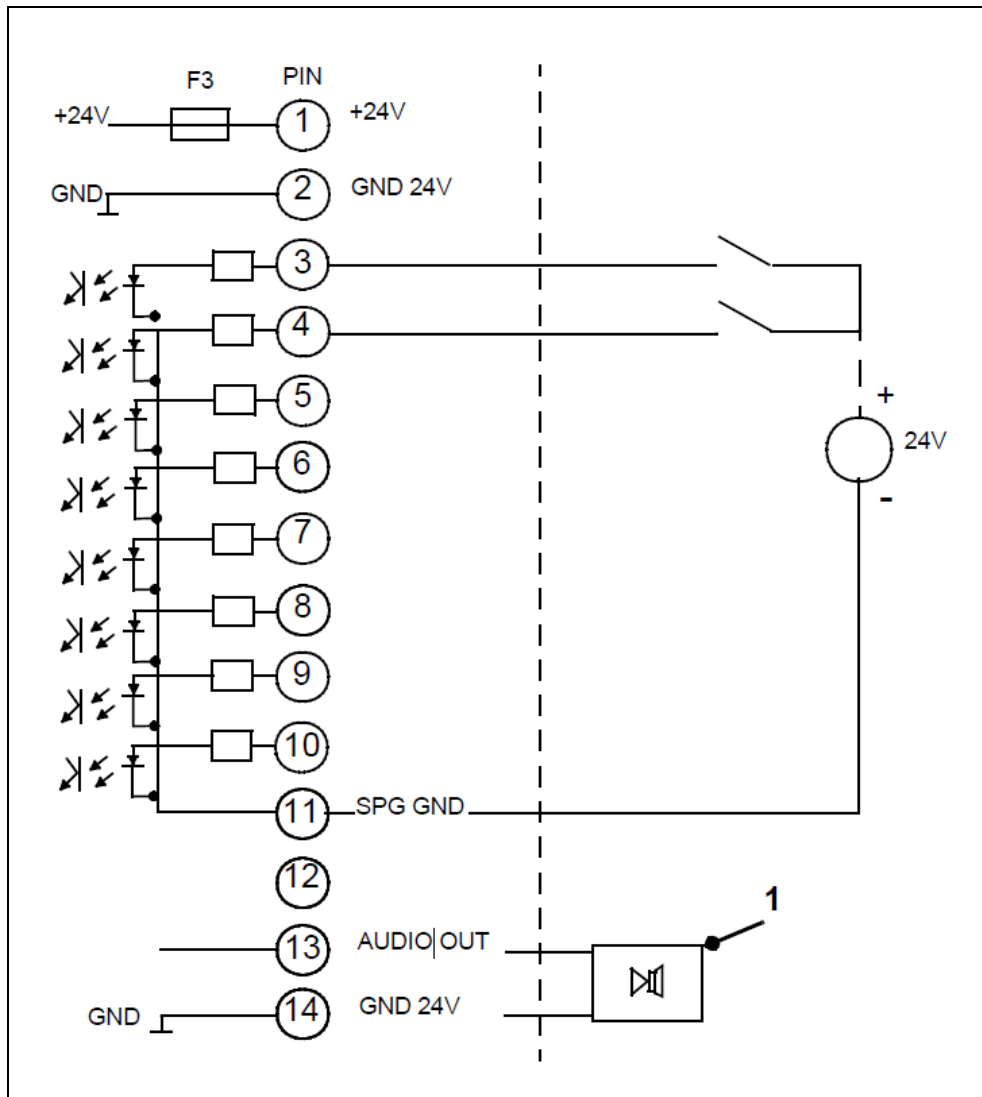 F3 PIN
+24V 1 +24V
GND 2 GND 24V
3
4
5
+
6 24V
-
7
8
9
10
11 SPG GND
12
1
13 AUDIO OUT
GND 14 GND 24V